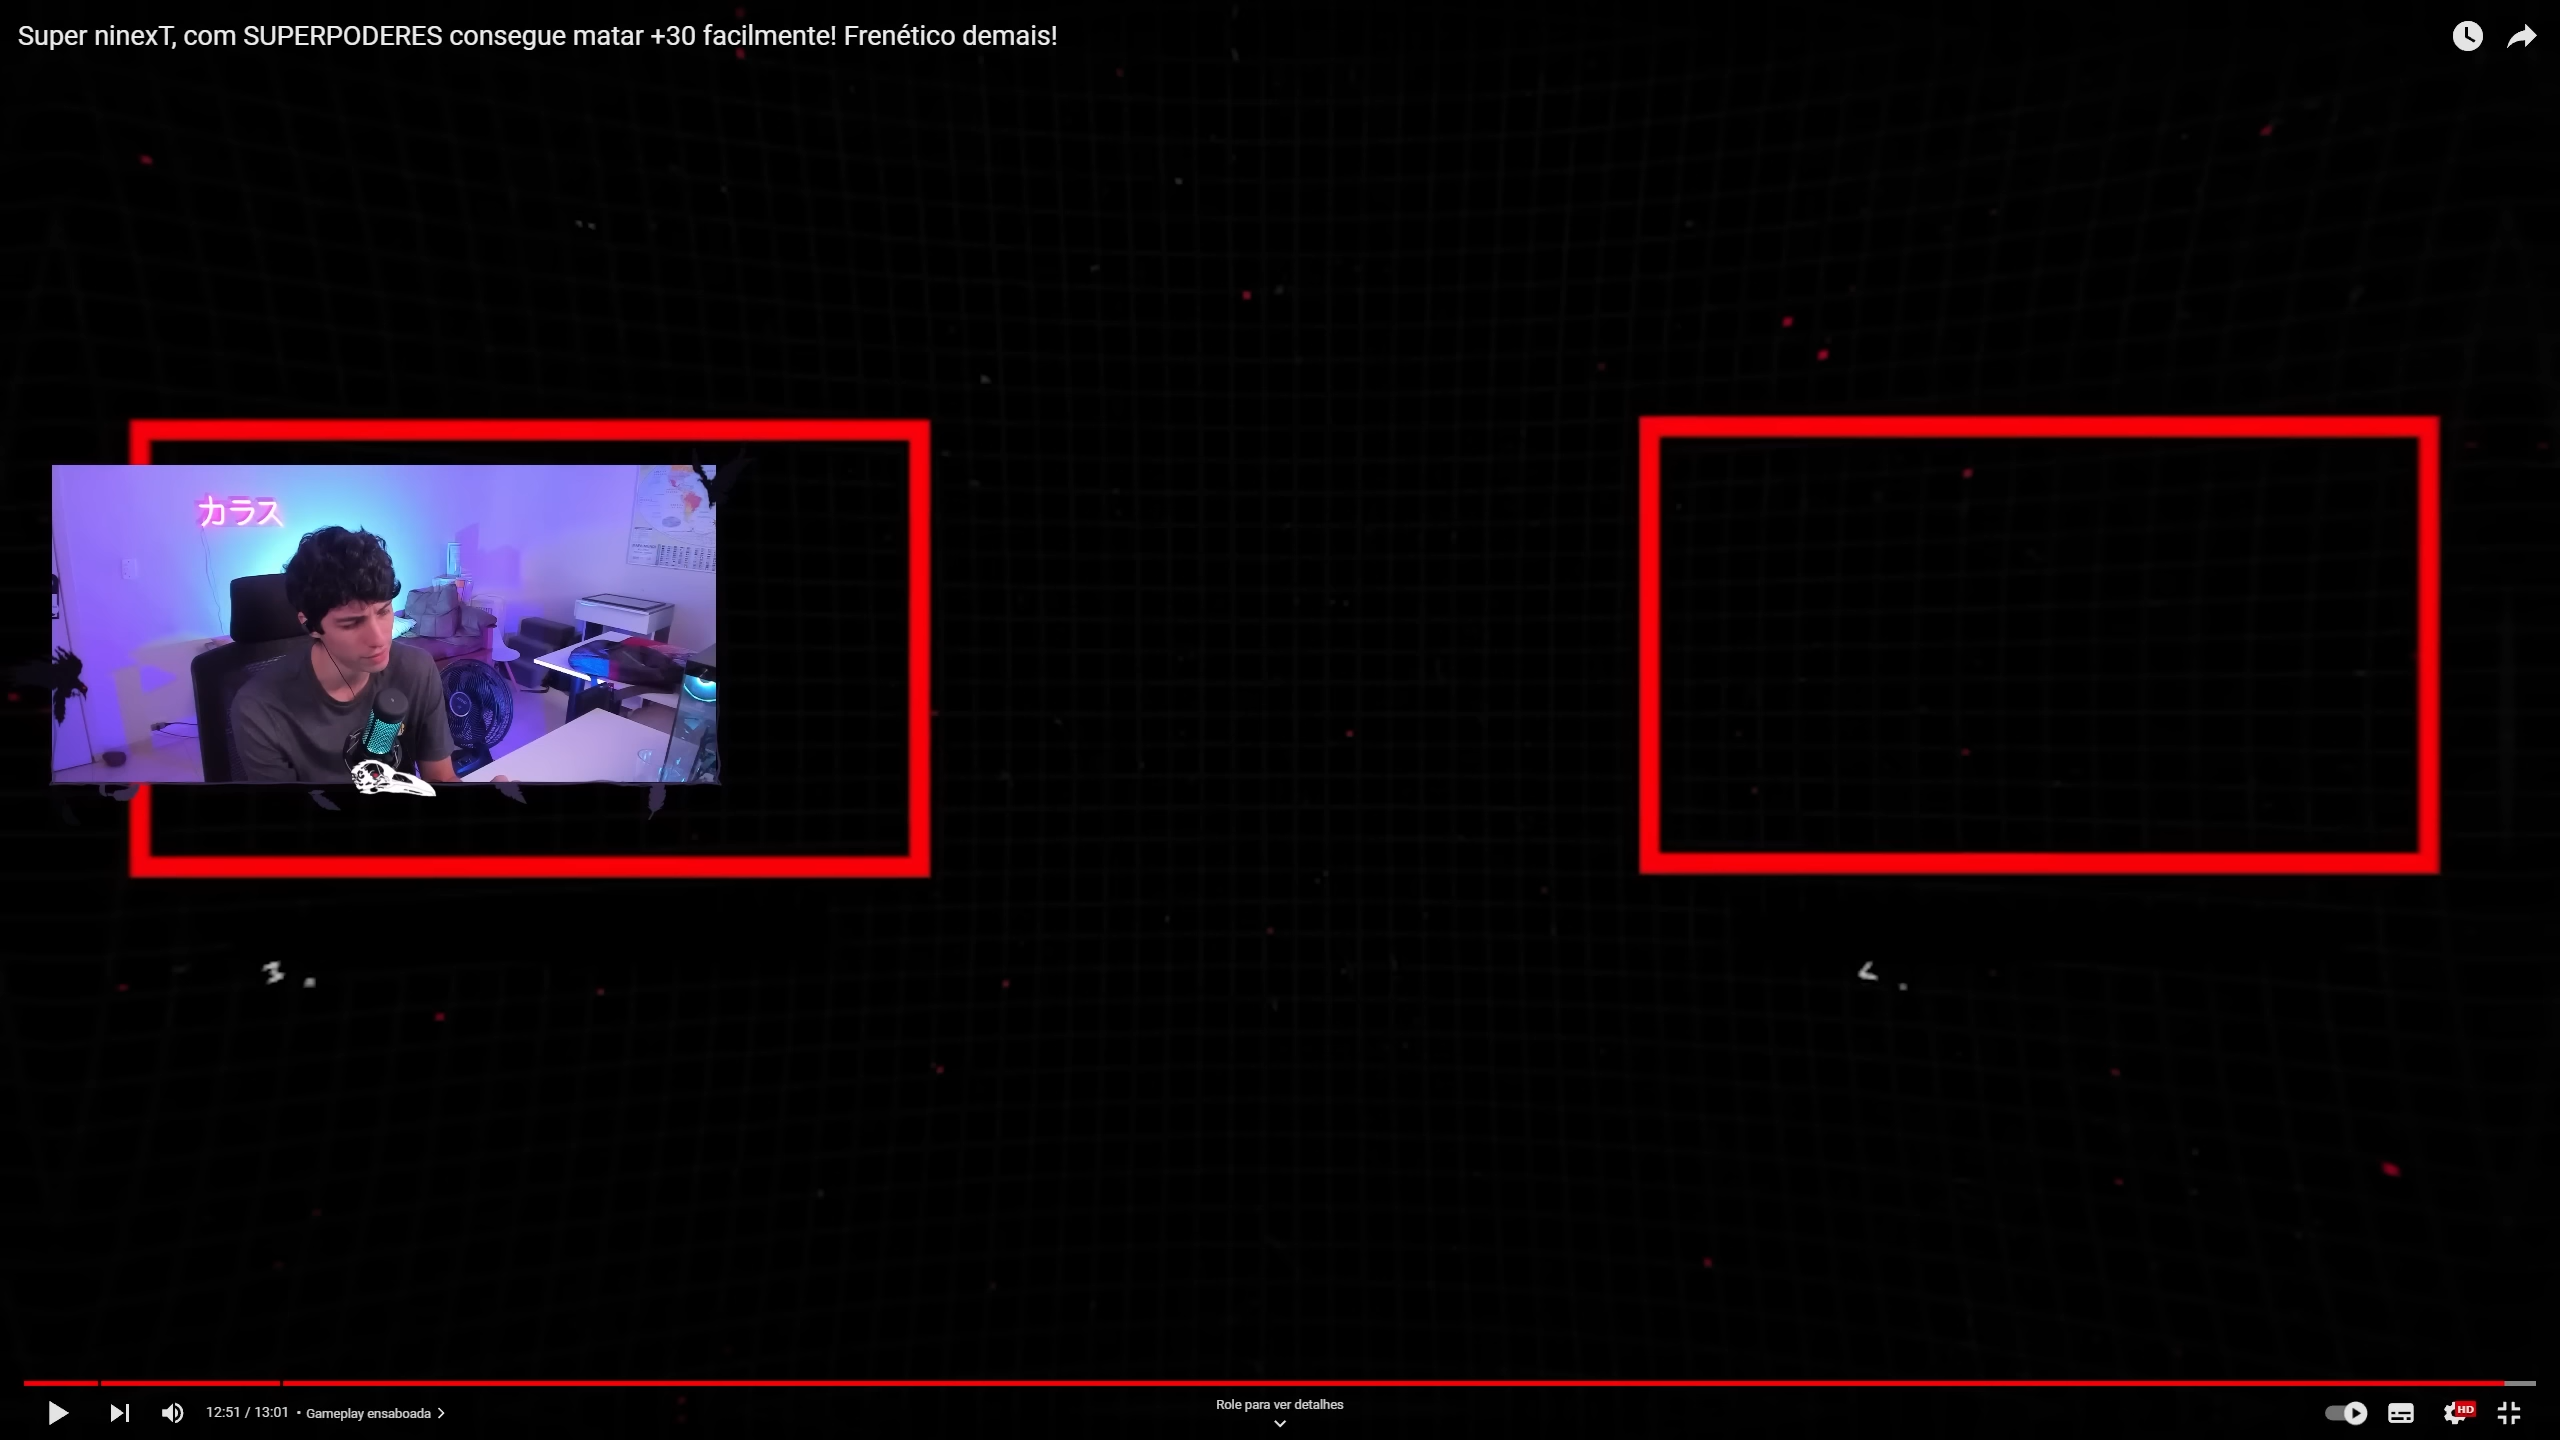 Super ninexT, com SUPERPODERES consegue matar +30 facilmente! Frenético demais!
カラス
Role para ver detalhes
12:51 / 13:01 • Gameplay ensaboada
HD